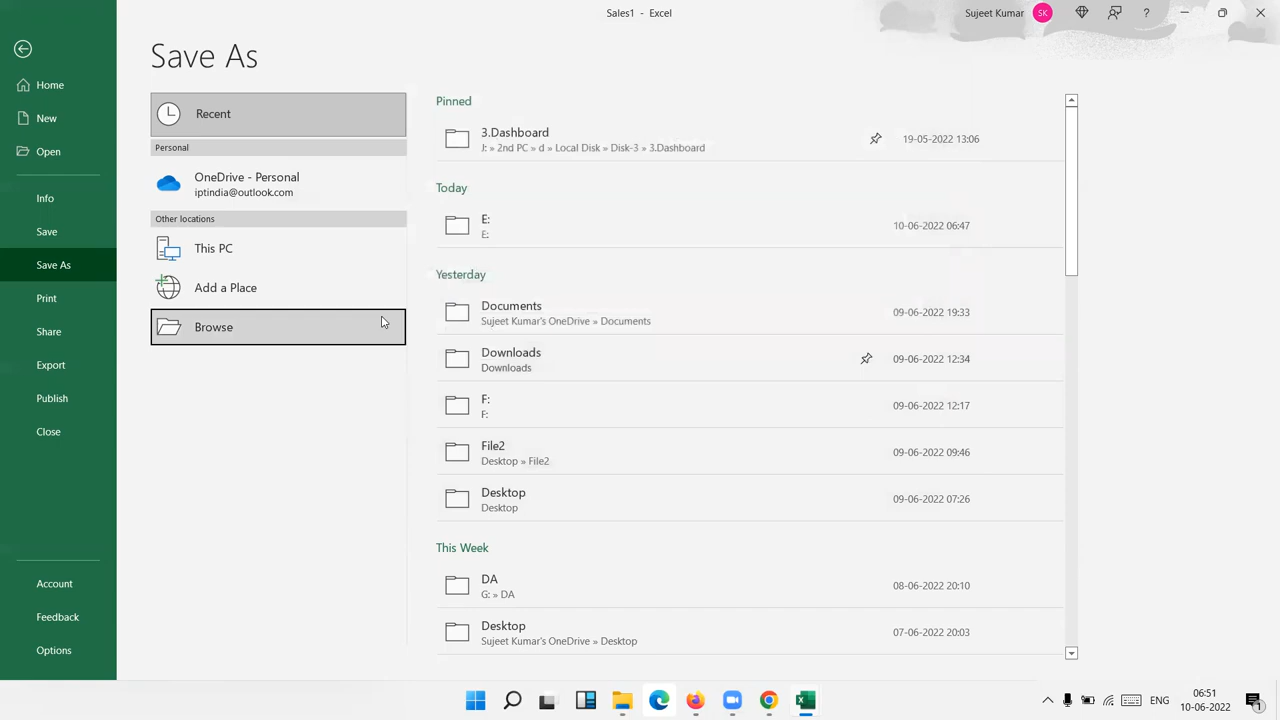 Sales1 - Excel
Sujeet Kumar
SK
?
Home
New
Open
Info
Save
Save As
Print
Share
Export
Publish
Close
Account
Feedback
Options
Save As
Recent
Personal
OneDrive - Personal
iptindia@outlook.com
Other locations
This PC
Add a Place
Browse
Pinned
3.Dashboard
J: » 2nd PC » d » Local Disk » Disk-3 » 3.Dashboard
19-05-2022 13:06
Today
E:
E:
10-06-2022 06:47
Yesterday
Documents
Sujeet Kumar's OneDrive » Documents
09-06-2022 19:33
Downloads
Downloads
09-06-2022 12:34
F:
F:
09-06-2022 12:17
File2
Desktop » File2
09-06-2022 09:46
Desktop
Desktop
09-06-2022 07:26
This Week
DA
G: » DA
08-06-2022 20:10
Desktop
Sujeet Kumar's OneDrive » Desktop
07-06-2022 20:03
ENG
06:51
10-06-2022
1